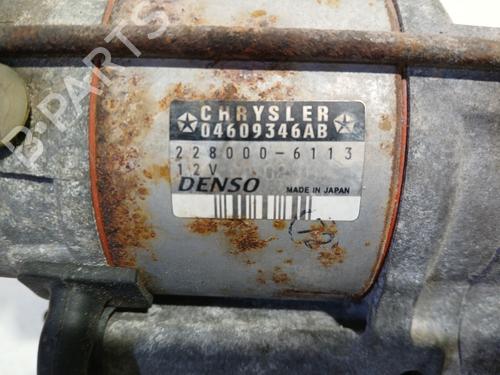 CHRYSLER
04609346AB
228000-6113
12V
DENSO MADE IN JAPAN
B-PARTS